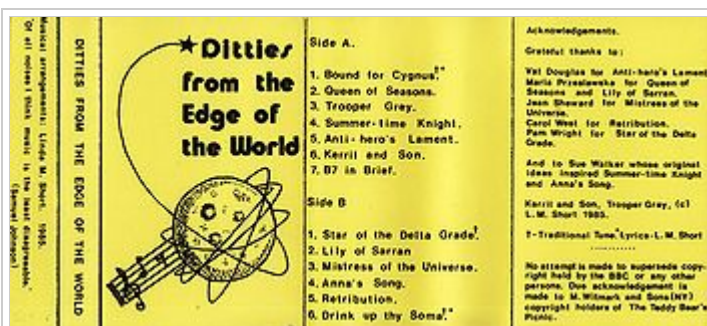 Musical arrangements: Linda M. Short. 1985.
"Of all noises I think music is the least disagreeable."
(Samuel Johnson)
DITTIES FROM THE EDGE OF THE WORLD
Ditties
from the
Edge of
the World
Side A.
1. Bound for Cygnus†*
2. Queen of Seasons.
3. Trooper Grey.
4. Summer-time Knight.
5. Anti-hero's Lament.
6. Kerril and Son.
7. B7 in Brief.
Side B
1. Star of the Delta Grade†.
2. Lily of Sarran
3. Mistress of the Universe.
4. Anna's Song.
5. Retribution.
6. Drink up thy Soma†*
Acknowledgements.
Grateful thanks to:
Val Douglas for Anti-hero's Lament
Maria Przeslawska for Queen of
Seasons and Lily of Sarran.
Jean Sheward for Mistress of the
Universe.
Carol West for Retribution.
Pam Wright for Star of the Delta
Grade.
And to Sue Walker whose original
ideas inspired Summer-time Knight
and Anna's Song.
Kerril and Son, Trooper Grey, (c)
L.M. Short 1985.
†-Traditional Tune.*Lyrics-L.M. Short
No attempt is made to supersede copy-
right held by the BBC or any other
persons. Due acknowledgement is
made to M. Witmark and Sons(NY)
copyright holders of The Teddy Bear's
Picnic.